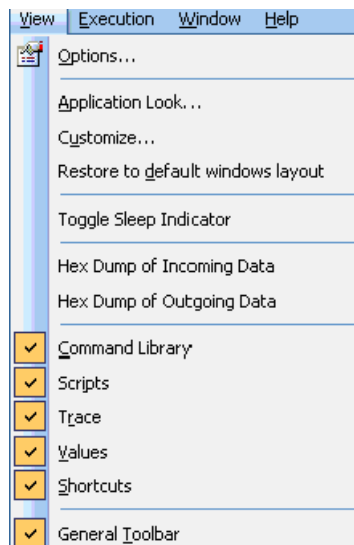 View Execution Window Help
Options...
Application Look...
Customize...
Restore to default windows layout
Toggle Sleep Indicator
Hex Dump of Incoming Data
Hex Dump of Outgoing Data
Command Library
Scripts
Trace
Values
Shortcuts
General Toolbar